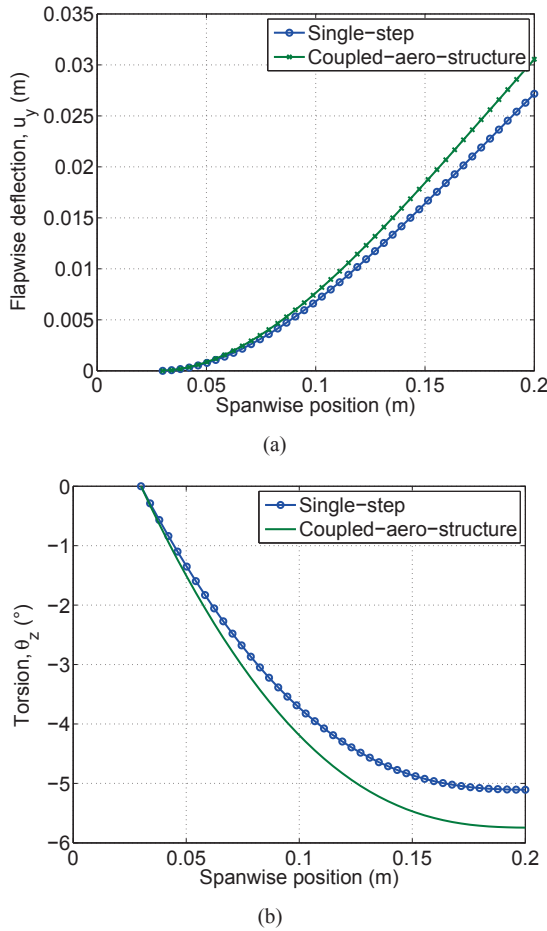 0.035
0.03
0.025
0.02
0.015
0.01
0.005
0
Flapwise deflection, u_y (m)
Single−step
Coupled−aero−structure
0 0.05 0.1 0.15 0.2
Spanwise position (m)
(a)
0
−1
−2
−3
−4
−5
−6
Torsion, θ_z (°)
Single−step
Coupled−aero−structure
0 0.05 0.1 0.15 0.2
Spanwise position (m)
(b)